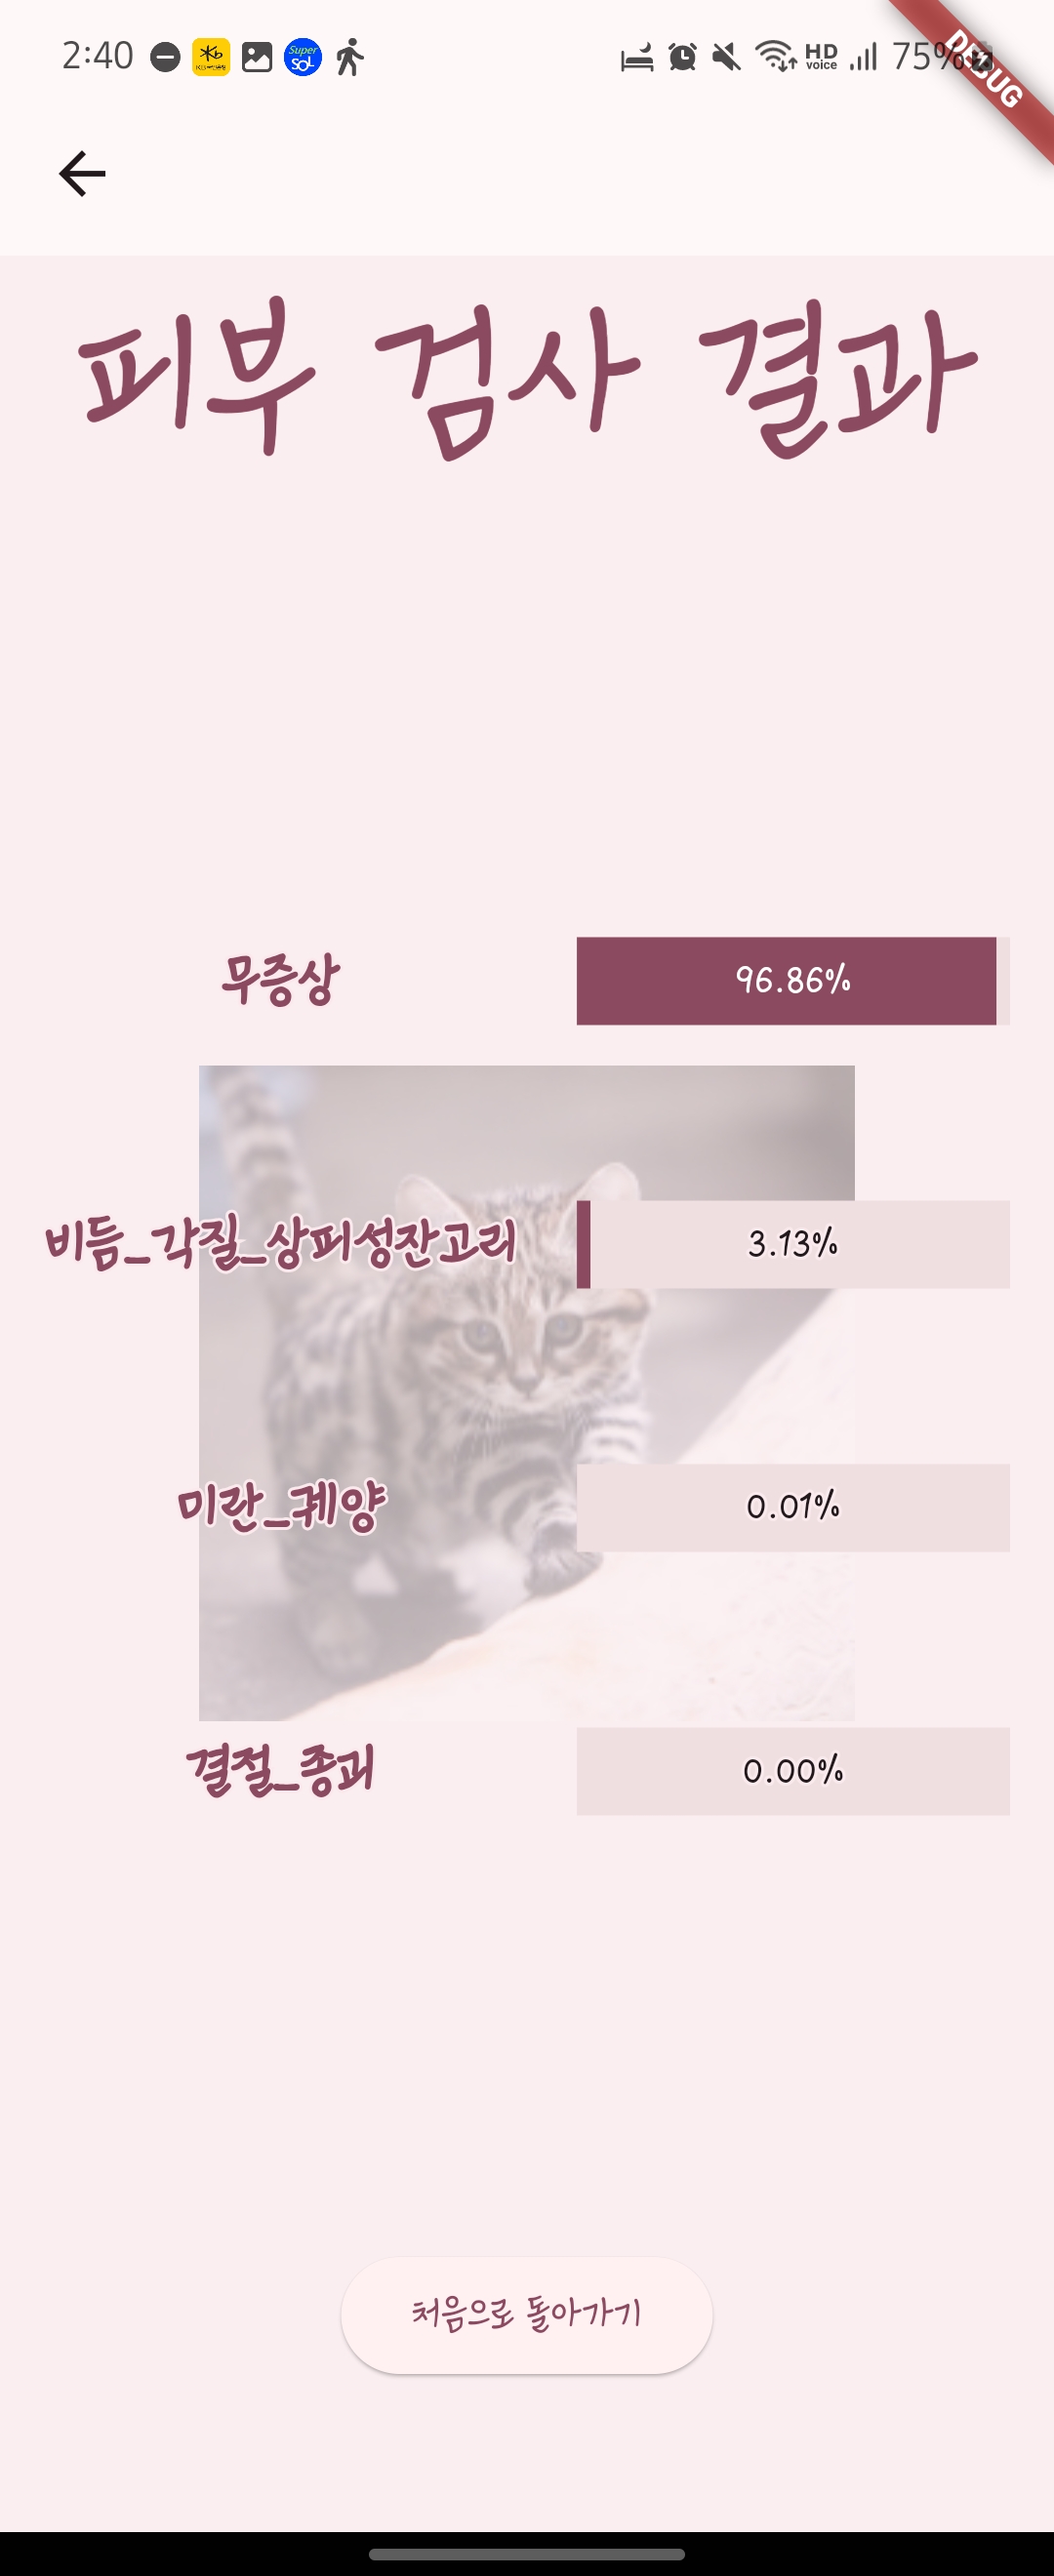 2:40
Super
SOL
HD
voice
75%
DEBUG
피부 검사 결과
무증상 96.86%
비듬_각질_상피성잔고리 3.13%
미란_궤양 0.01%
결절_종괴 0.00%
처음으로 돌아가기